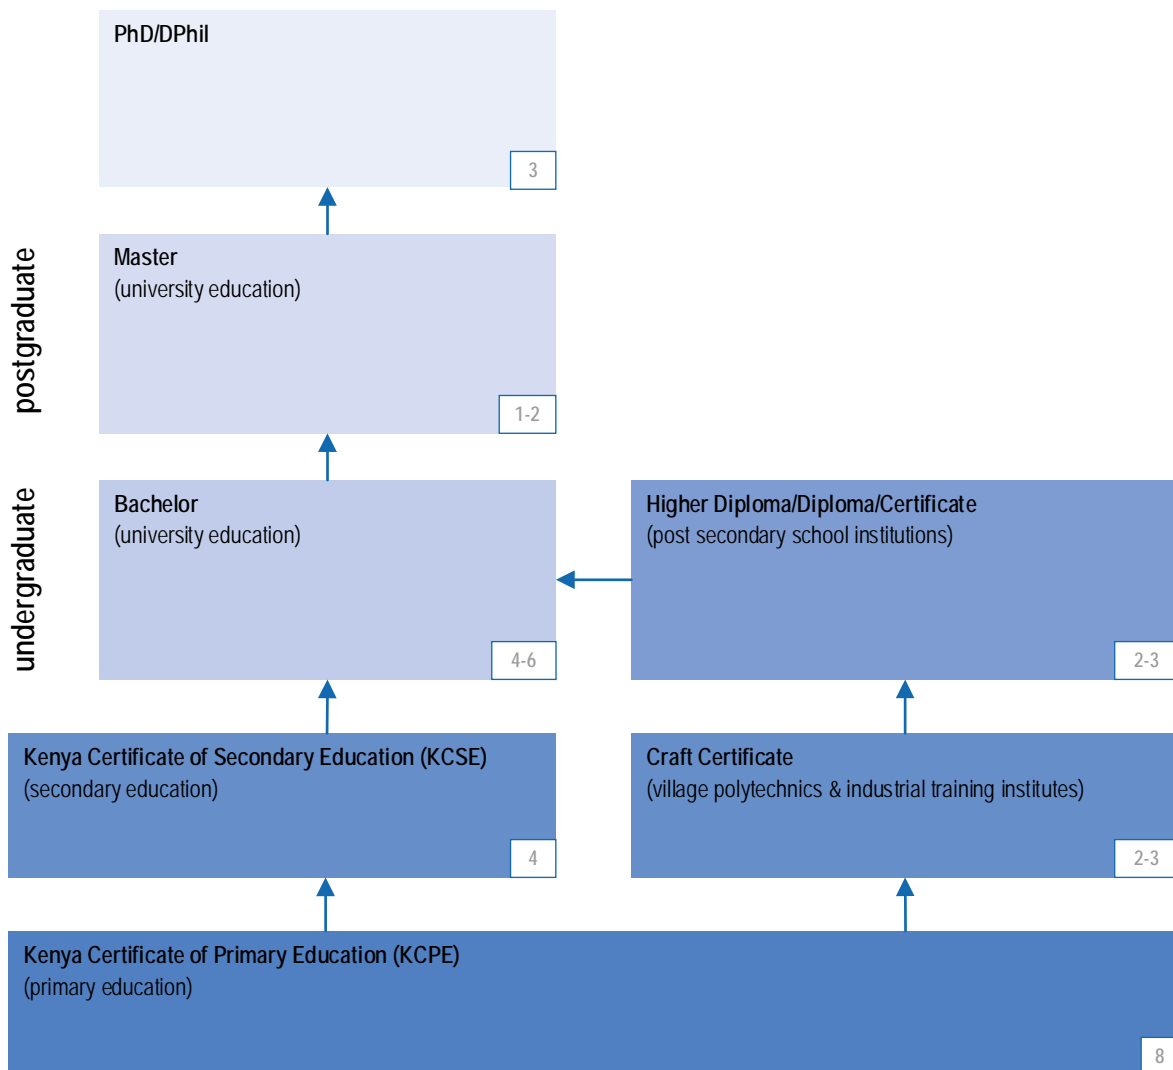 PhD/DPhil
3
postgraduate
Master
(university education)
1-2
undergraduate
Bachelor
(university education)
4-6
Higher Diploma/Diploma/Certificate
(post secondary school institutions)
2-3
Kenya Certificate of Secondary Education (KCSE)
(secondary education)
4
Craft Certificate
(village polytechnics & industrial training institutes)
2-3
Kenya Certificate of Primary Education (KCPE)
(primary education)
8